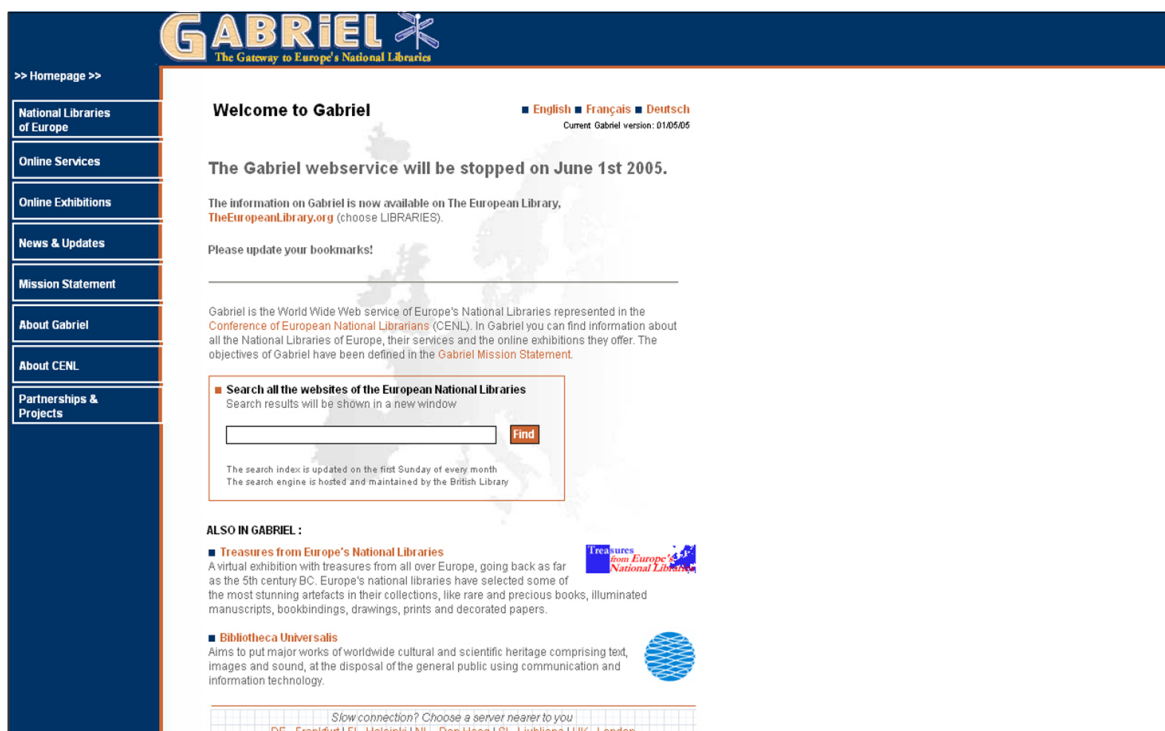 GABRiEL
The Gateway to Europe's National Libraries
>> Homepage >>
National Libraries
of Europe
Online Services
Online Exhibitions
News & Updates
Mission Statement
About Gabriel
About CENL
Partnerships &
Projects
Welcome to Gabriel
English Français Deutsch
Current Gabriel version: 01/05/05
The Gabriel webservice will be stopped on June 1st 2005.
The information on Gabriel is now available on The European Library,
TheEuropeanLibrary.org (choose LIBRARIES).
Please update your bookmarks!
Gabriel is the World Wide Web service of Europe's National Libraries represented in the
Conference of European National Librarians (CENL). In Gabriel you can find information about
all the National Libraries of Europe, their services and the online exhibitions they offer. The
objectives of Gabriel have been defined in the Gabriel Mission Statement.
Search all the websites of the European National Libraries
Search results will be shown in a new window
Find
The search index is updated on the first Sunday of every month
The search engine is hosted and maintained by the British Library
ALSO IN GABRIEL :
Treasures from Europe's National Libraries
A virtual exhibition with treasures from all over Europe, going back as far
as the 5th century BC. Europe's national libraries have selected some of
the most stunning artefacts in their collections, like rare and precious books, illuminated
manuscripts, bookbindings, drawings, prints and decorated papers.
Treasures
from Europe's
National Libraries
Bibliotheca Universalis
Aims to put major works of worldwide cultural and scientific heritage comprising text,
images and sound, at the disposal of the general public using communication and
information technology.
Slow connection? Choose a server nearer to you
DE - Frankfurt | FI - Helsinki | NL - Den Haag | SI - Ljubljana | UK - London